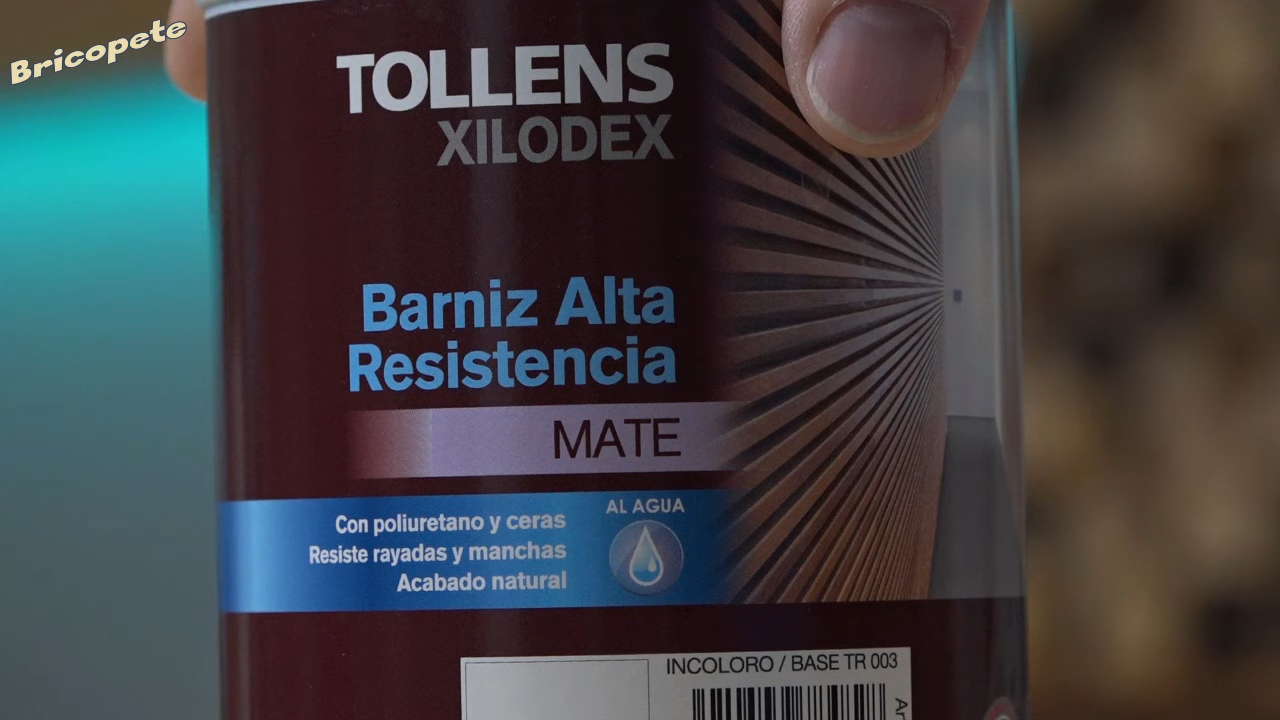 Bricopete
TOLLENS
XILODEX
Barniz Alta
Resistencia
MATE
AL AGUA
Con poliuretano y ceras
Resiste rayadas y manchas
Acabado natural
INCOLORO / BASE TR 003